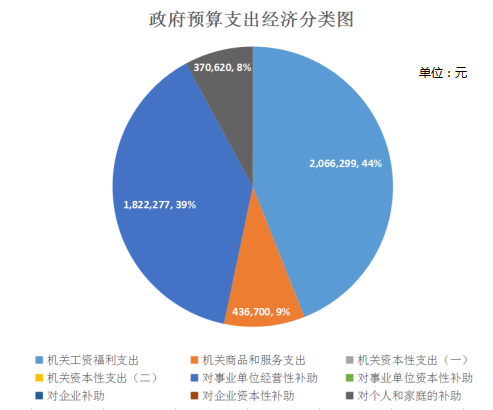 政府预算支出经济分类图
单位：元
370,620, 8%
2,066,299, 44%
1,822,277, 39%
436,700, 9%
机关工资福利支出 机关商品和服务支出 机关资本性支出（一）
机关资本性支出（二） 对事业单位经营性补助 对事业单位资本性补助
对企业补助 对企业资本性补助 对个人和家庭的补助